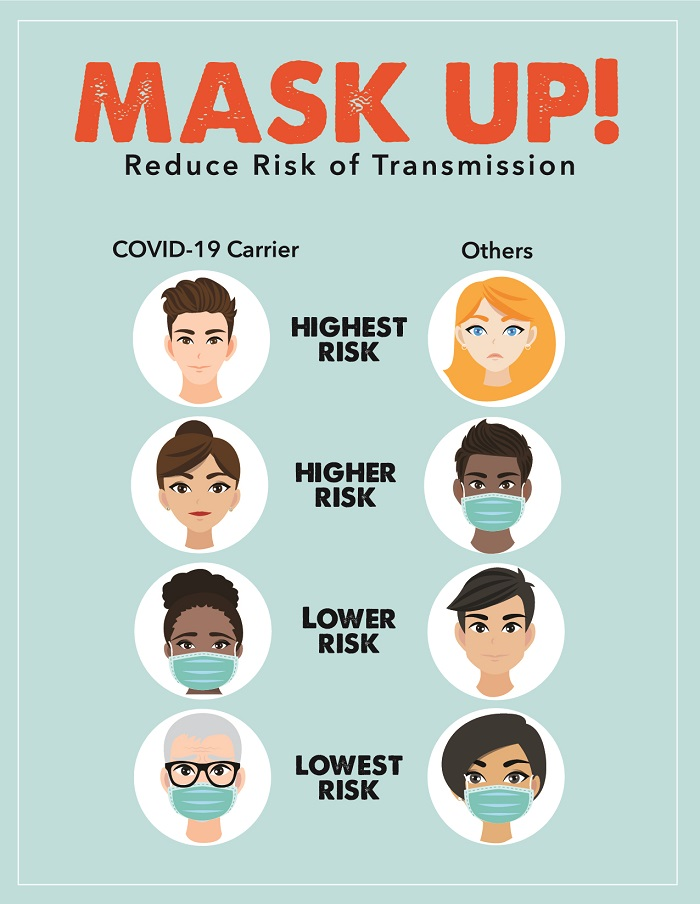 MASK UP!
Reduce Risk of Transmission
COVID-19 Carrier
Others
HIGHEST
RISK
HIGHER
RISK
LOWER
RISK
LOWEST
RISK